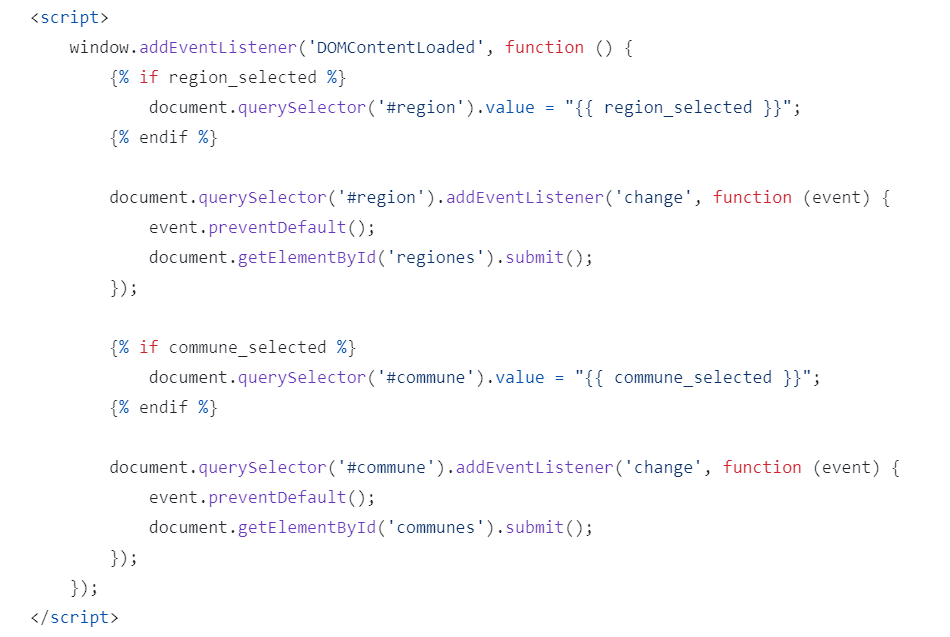 <script>
window.addEventListener('DOMContentLoaded', function () {
{% if region_selected %}
document.querySelector('#region').value = "{{ region_selected }}";
{% endif %}
document.querySelector('#region').addEventListener('change', function (event) {
event.preventDefault();
document.getElementById('regiones').submit();
});
{% if commune_selected %}
document.querySelector('#commune').value = "{{ commune_selected }}";
{% endif %}
document.querySelector('#commune').addEventListener('change', function (event) {
event.preventDefault();
document.getElementById('communes').submit();
});
});
</script>